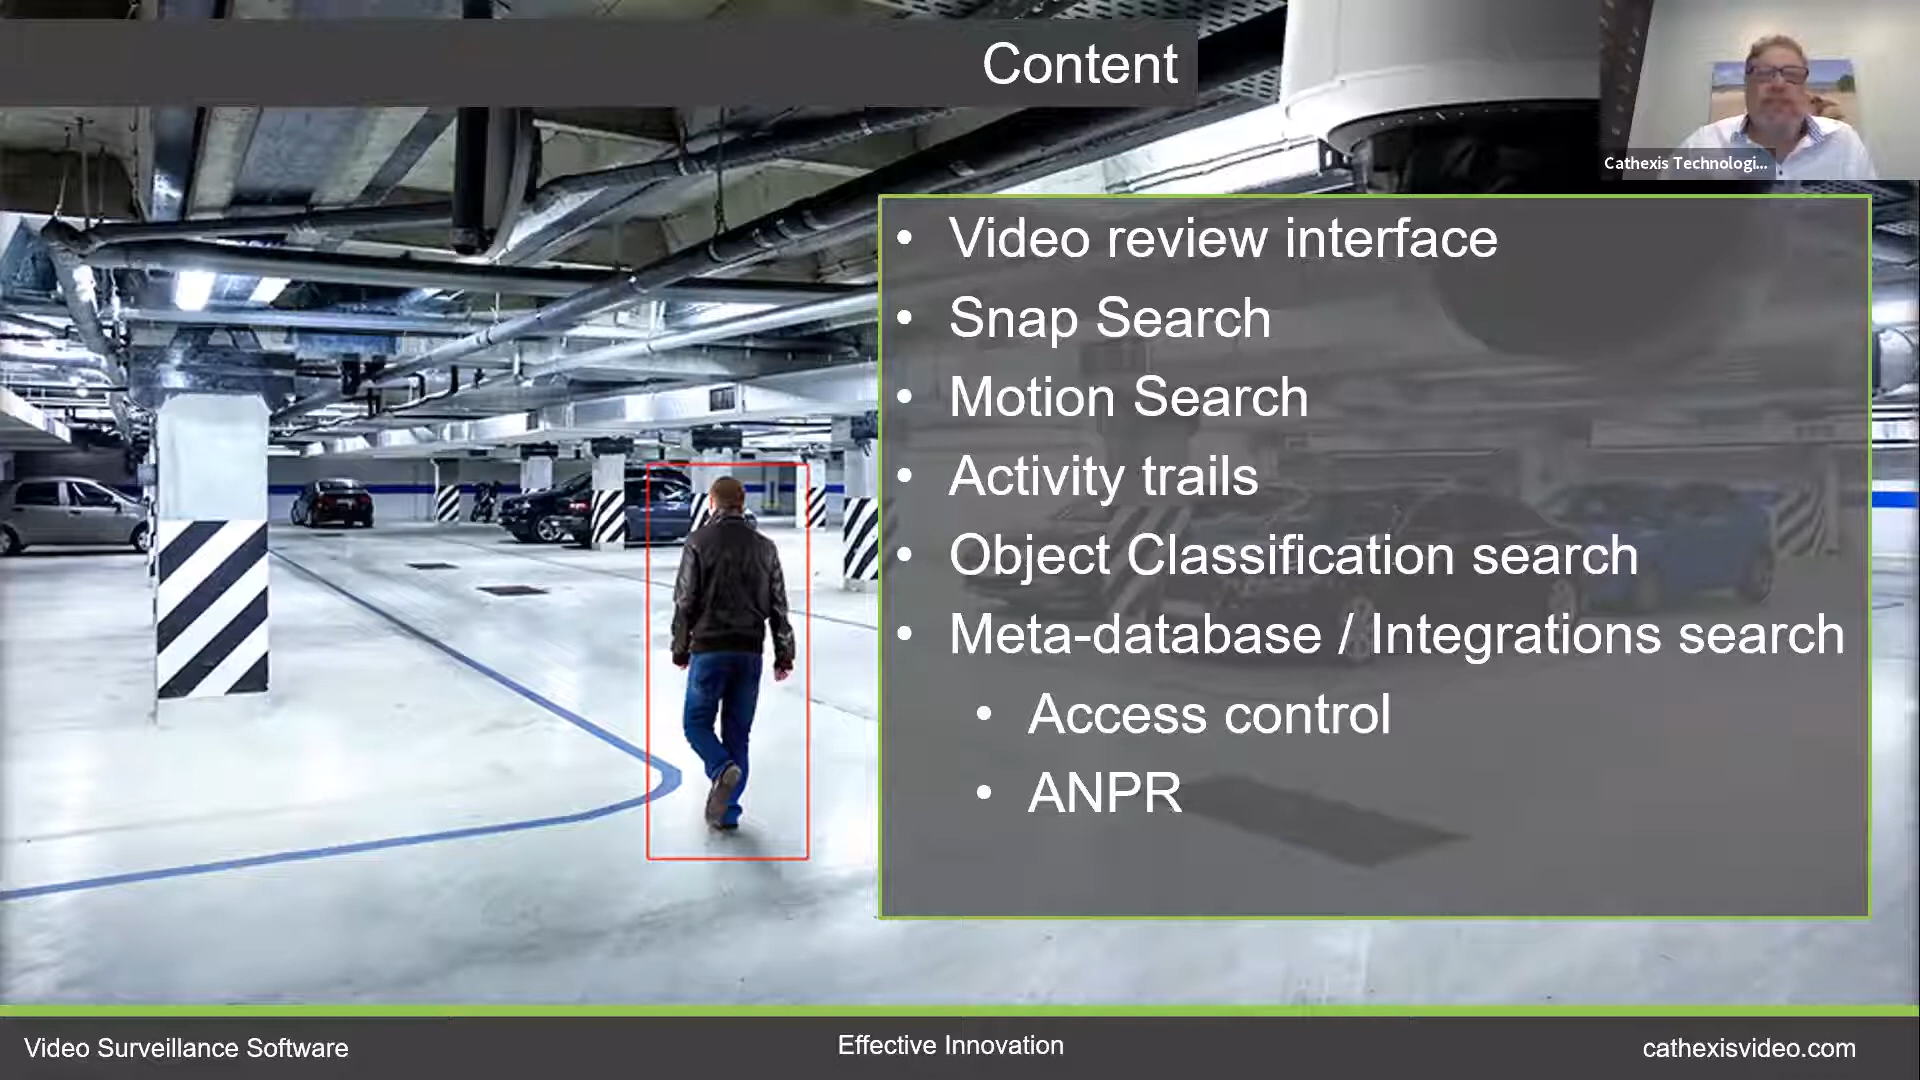 Content
Cathexis Technologi...
• Video review interface
• Snap Search
• Motion Search
• Activity trails
• Object Classification search
• Meta-database / Integrations search
• Access control
• ANPR
Video Surveillance Software
Effective Innovation
cathexisvideo.com